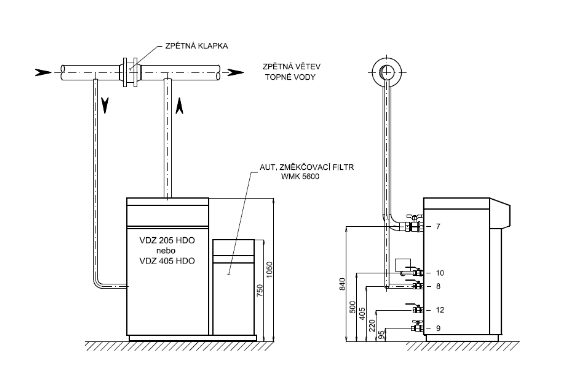 ZPĚTNÁ KLAPKA
ZPĚTNÁ VĚTEV
TOPNÉ VODY
AUT. ZMĚKČOVACÍ FILTR
WMK 5600
VDZ 205 HDO
nebo
VDZ 405 HDO
750
1060
7
10
8
12
9
840
500
405
220
95